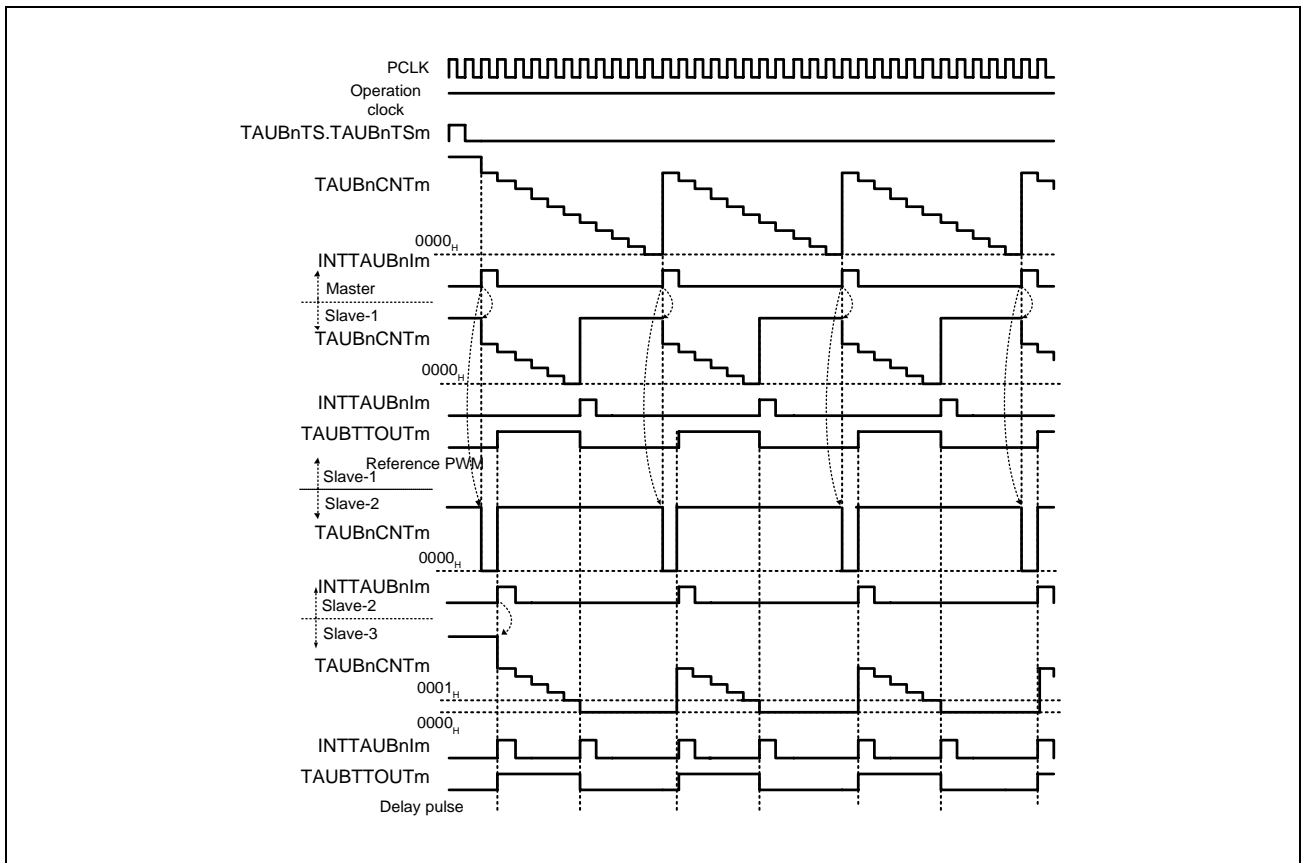 PCLK
Operation
clock
TAUBnTS.TAUBnTSm
TAUBnCNTm
0000H
INTTAUBnIm
Master
Slave-1
TAUBnCNTm
0000H
INTTAUBnIm
TAUBTTOUTm
Reference PWM
Slave-1
Slave-2
TAUBnCNTm
0000H
INTTAUBnIm
Slave-2
Slave-3
TAUBnCNTm
0001H
0000H
INTTAUBnIm
TAUBTTOUTm
Delay pulse